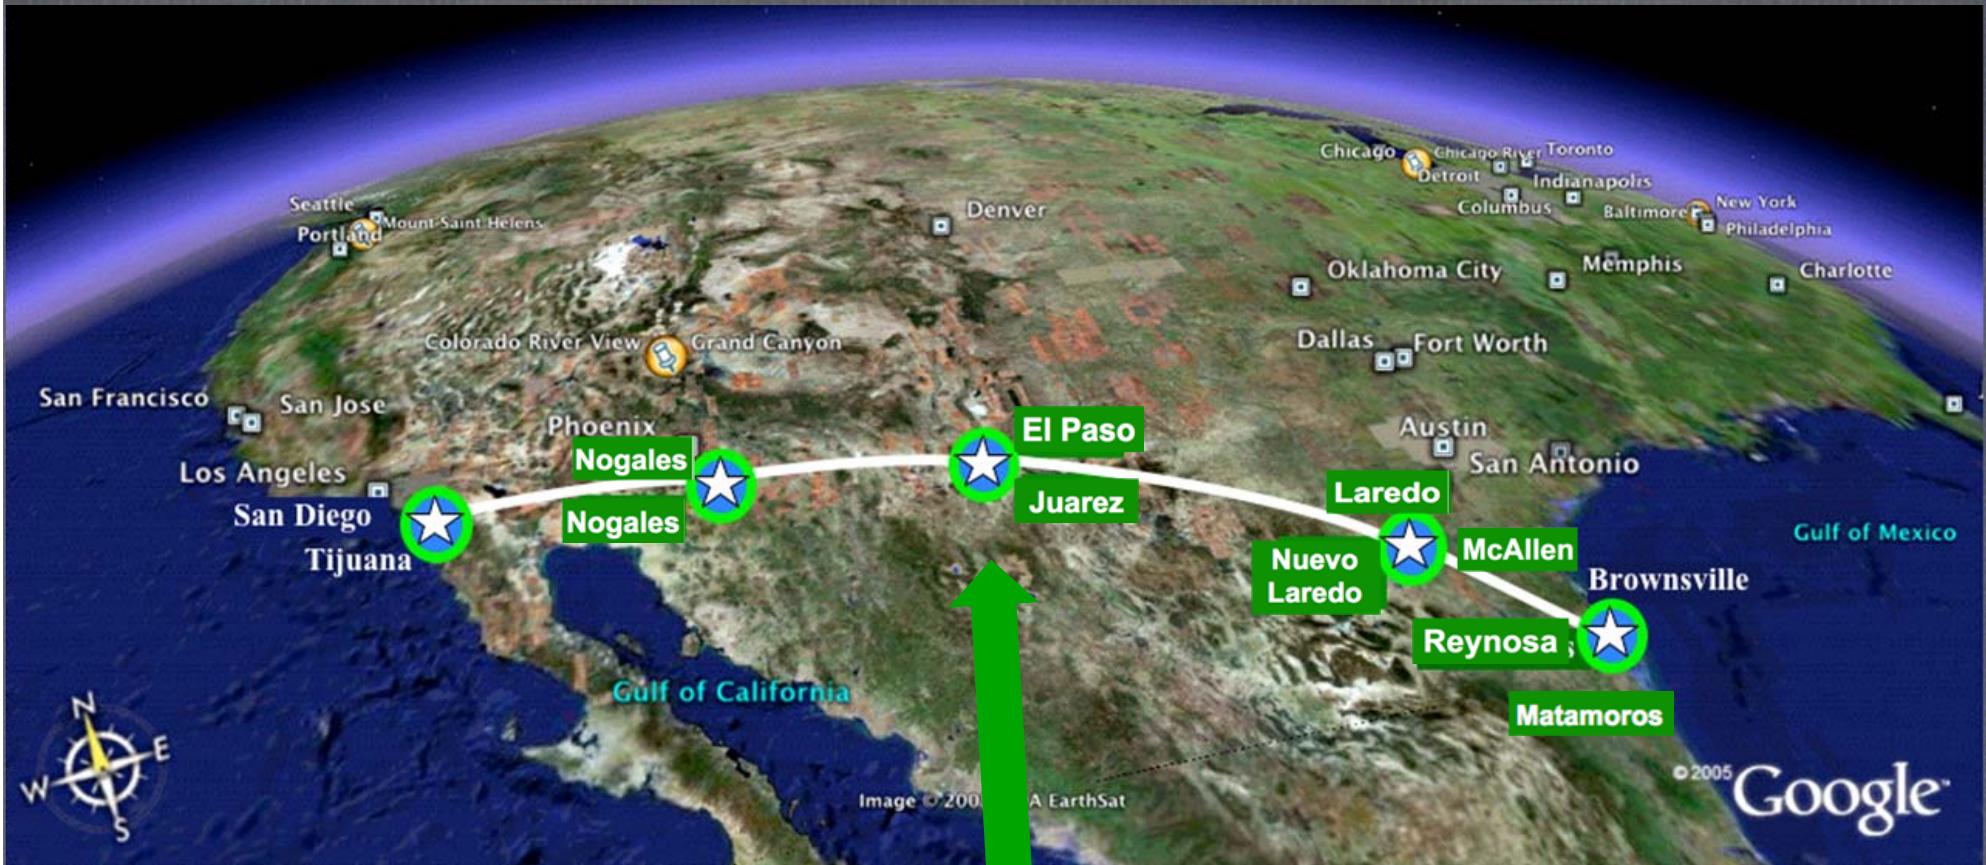 Chicago
Chicago River
Toronto
Detroit
Indianapolis
Columbus
Baltimore
New York
Philadelphia
Seattle
Mount Saint Helens
Portland
Denver
Oklahoma City
Memphis
Charlotte
Colorado River View
Grand Canyon
Dallas
Fort Worth
San Francisco
San Jose
Phoenix
El Paso
Austin
Nogales
San Antonio
Los Angeles
Laredo
Juarez
San Diego
Nogales
Gulf of Mexico
Tijuana
Nuevo
Laredo
McAllen
Brownsville
Reynosa
Gulf of California
Matamoros
N
E
W
S
©2005
Google™
Image ©
A EarthSat